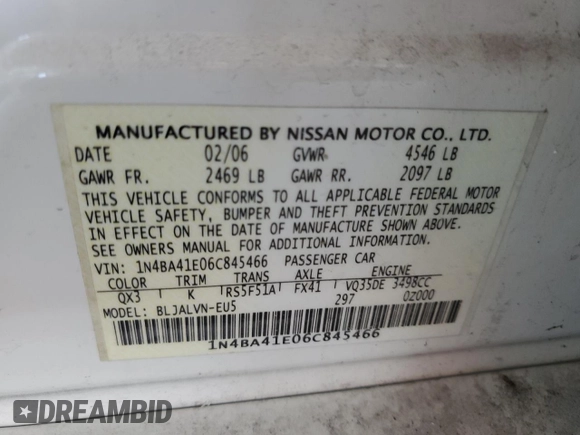 MANUFACTURED BY NISSAN MOTOR CO., LTD.
DATE 02/06 GVWR 4546 LB
GAWR FR. 2469 LB GAWR RR. 2097 LB
THIS VEHICLE CONFORMS TO ALL APPLICABLE FEDERAL MOTOR
VEHICLE SAFETY, BUMPER AND THEFT PREVENTION STANDARDS
IN EFFECT ON THE DATE OF MANUFACTURE SHOWN ABOVE.
SEE OWNERS MANUAL FOR ADDITIONAL INFORMATION.
VIN: 1N4BA41E06C845466 PASSENGER CAR
COLOR TRIM TRANS AXLE ENGINE
QX3 K RS5F51A FX41 VQ35DE 3498CC
MODEL: BLJALVN-EU5 297 0Z000
1N4BA41E06C845466
DREAMBID